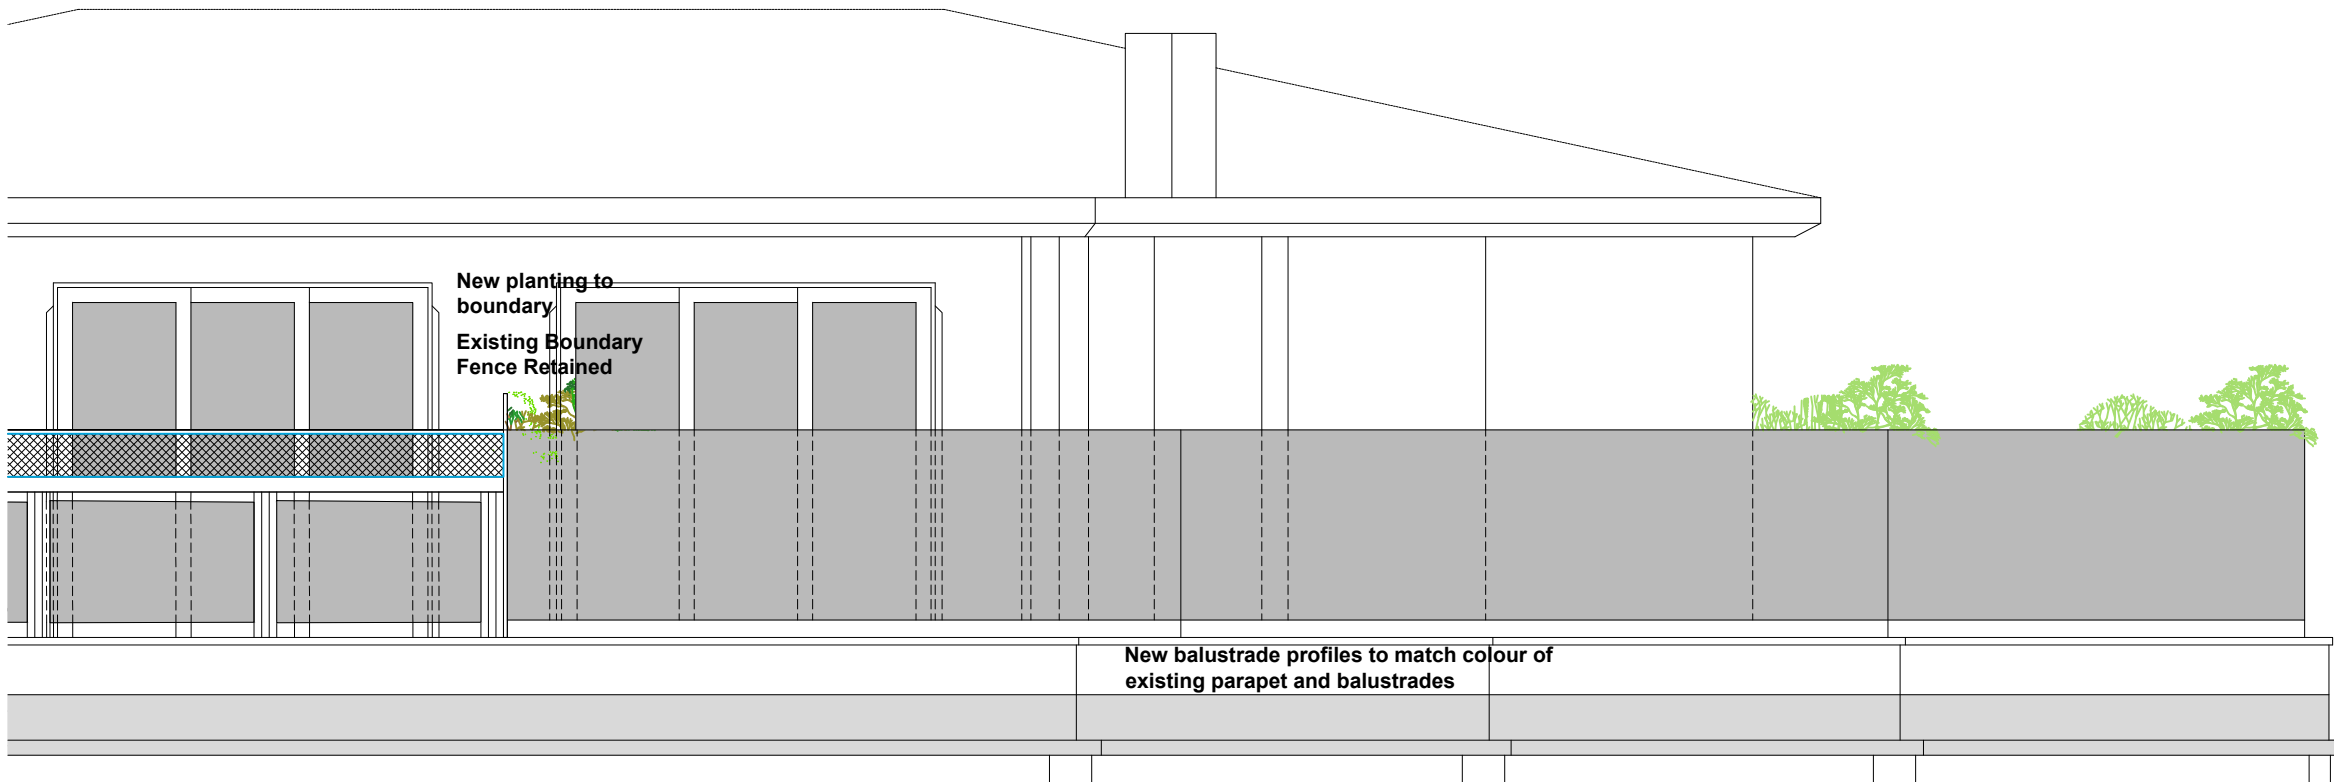 New planting to
boundary
Existing Boundary
Fence Retained
New balustrade profiles to match colour of
existing parapet and balustrades